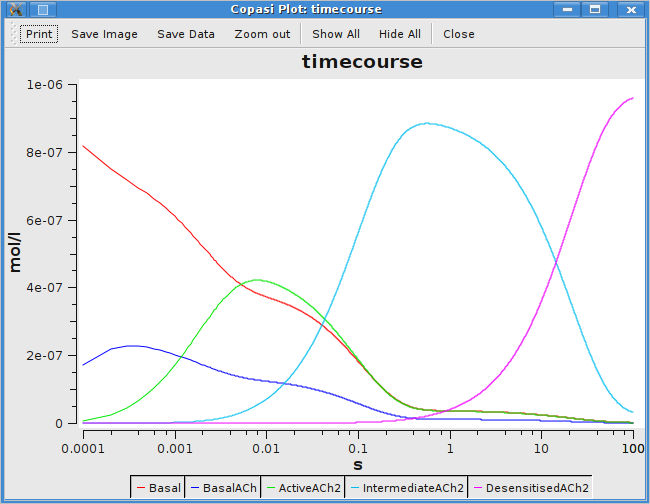 Copasi Plot: timecourse
Print Save Image Save Data Zoom out Show All Hide All Close
timecourse
1e-06
8e-07
6e-07
4e-07
2e-07
0
mol/l
0.0001 0.001 0.01 0.1 1 10 100
s
Basal BasalACh ActiveACh2 IntermediateACh2 DesensitisedACh2